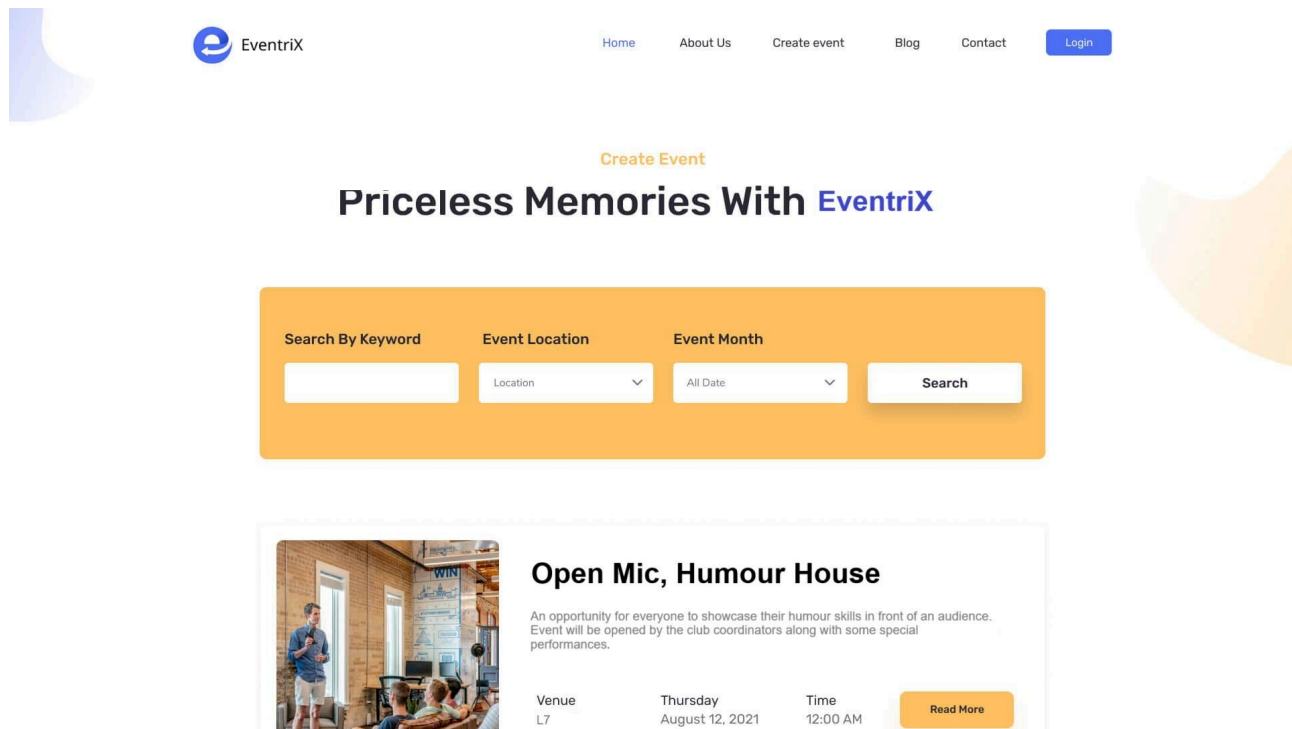 EventriX
Home About Us Create event Blog Contact Login
Create Event
Priceless Memories With EventriX
Search By Keyword Event Location Event Month
Location All Date Search
WIN
Open Mic, Humour House
An opportunity for everyone to showcase their humour skills in front of an audience.
Event will be opened by the club coordinators along with some special
performances.
Venue Thursday Time
L7 August 12, 2021 12:00 AM
Read More